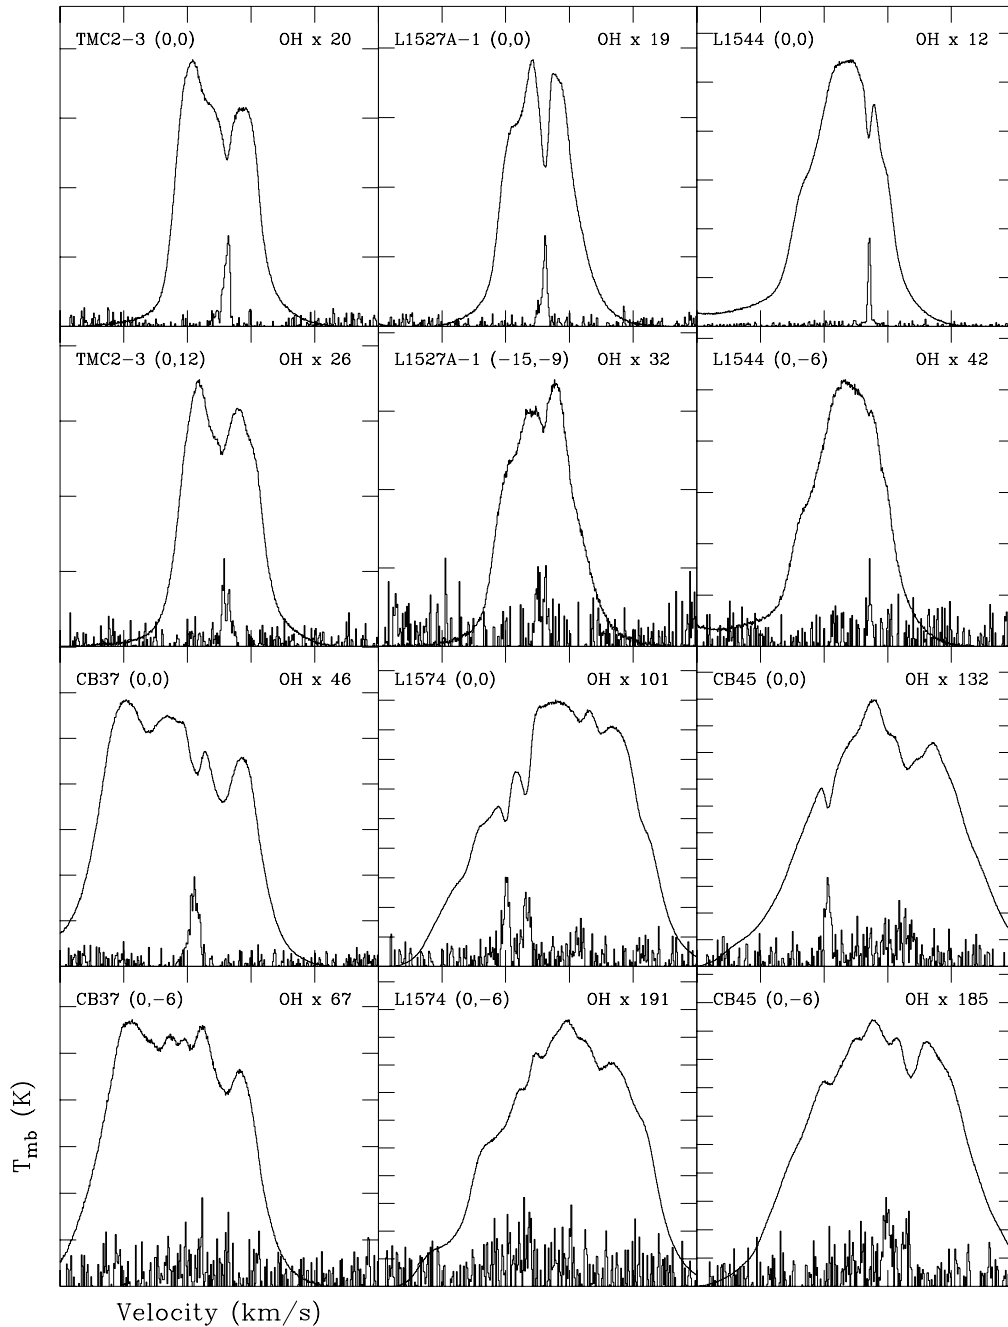 TMC2-3 (0,0) OH x 20
L1527A-1 (0,0) OH x 19
L1544 (0,0) OH x 12
TMC2-3 (0,12) OH x 26
L1527A-1 (-15,-9) OH x 32
L1544 (0,-6) OH x 42
CB37 (0,0) OH x 46
L1574 (0,0) OH x 101
CB45 (0,0) OH x 132
CB37 (0,-6) OH x 67
L1574 (0,-6) OH x 191
CB45 (0,-6) OH x 185
Tmb (K)
Velocity (km/s)